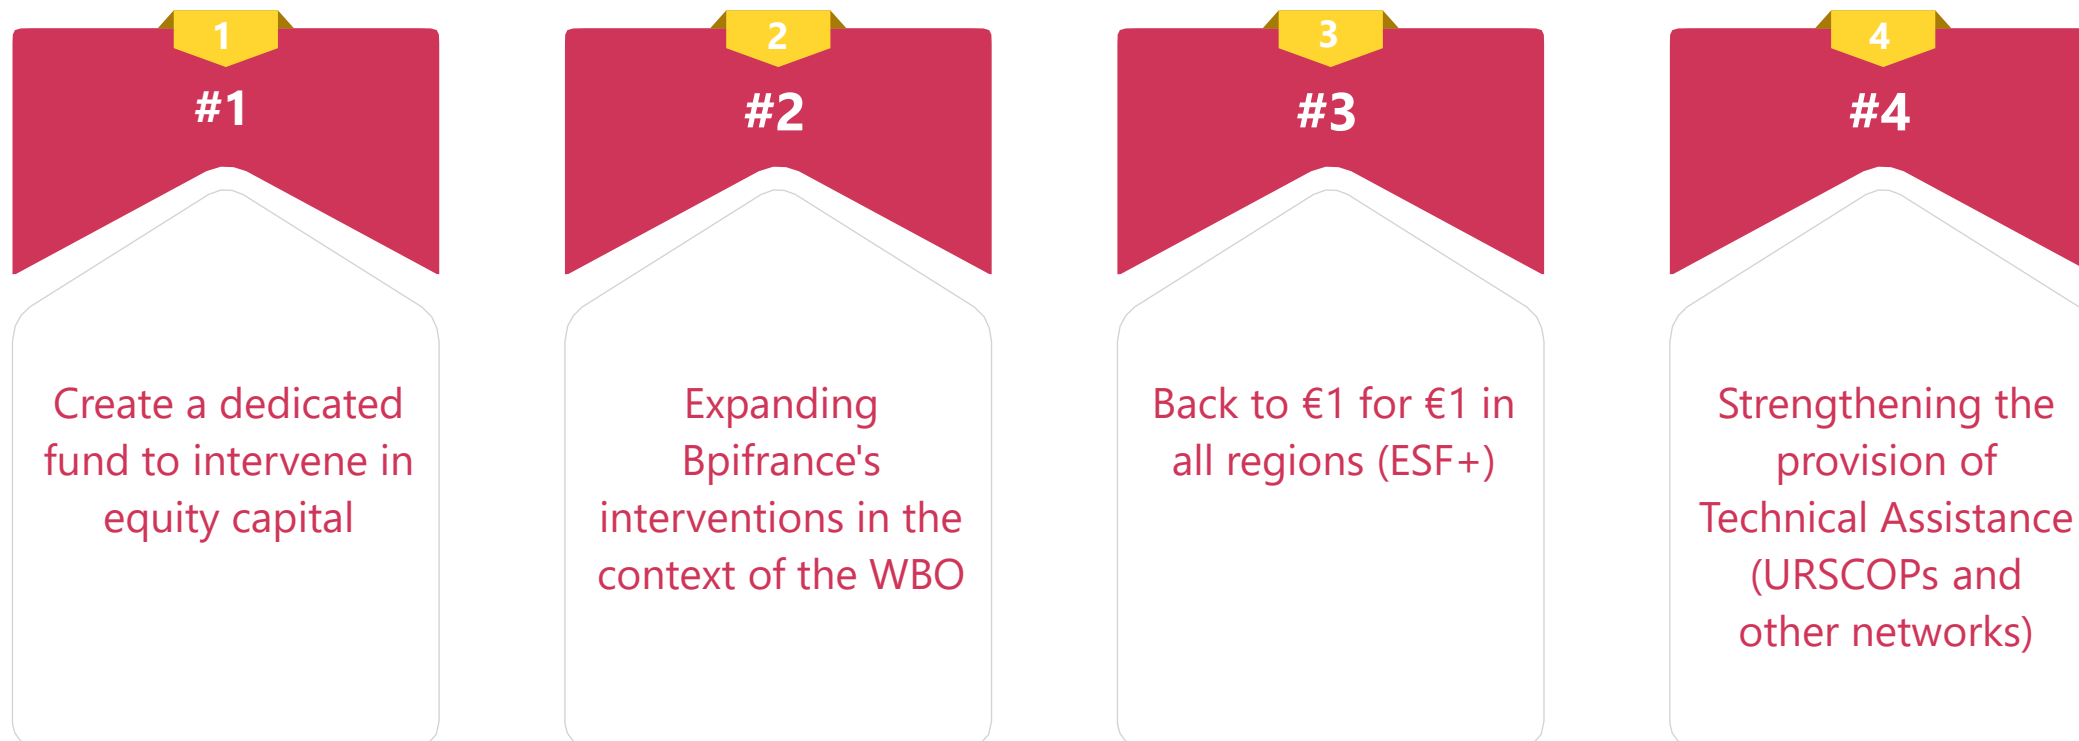 1
#1
Create a dedicated
fund to intervene in
equity capital
2
#2
Expanding
Bpifrance's
interventions in the
context of the WBO
3
#3
Back to €1 for €1 in
all regions (ESF+)
4
#4
Strengthening the
provision of
Technical Assistance
(URSCOPs and
other networks)